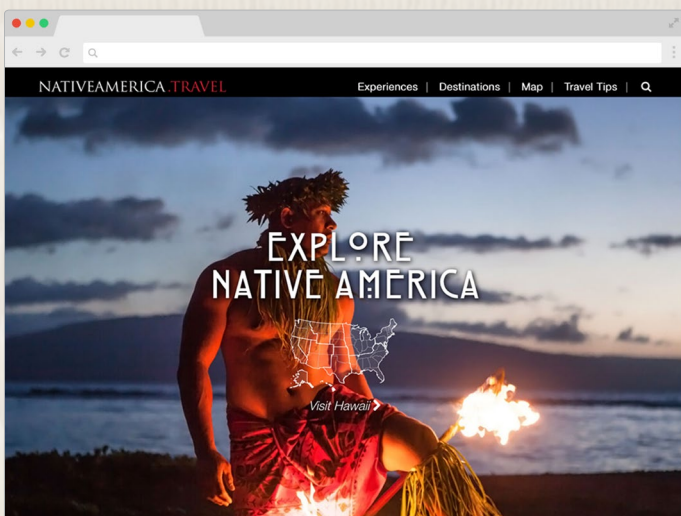 NATIVEAMERICA.TRAVEL
Experiences | Destinations | Map | Travel Tips |
EXPLORE
NATIVE AMERICA
Visit Hawaii